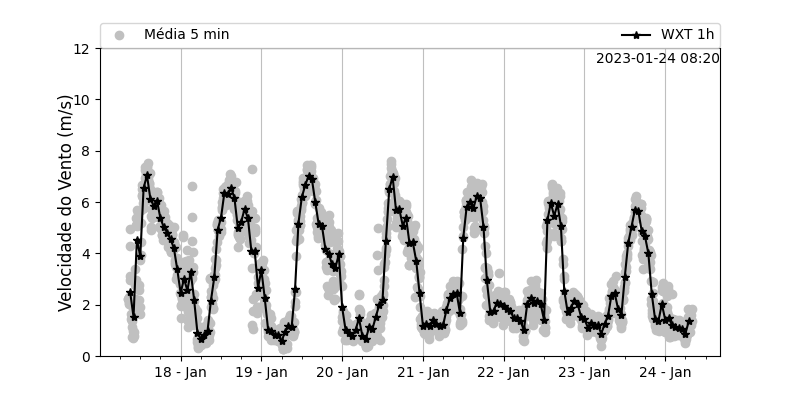 Média 5 min
WXT 1h
2023-01-24 08:20
Velocidade do Vento (m/s)
12
10
8
6
4
2
0
18 - Jan
19 - Jan
20 - Jan
21 - Jan
22 - Jan
23 - Jan
24 - Jan